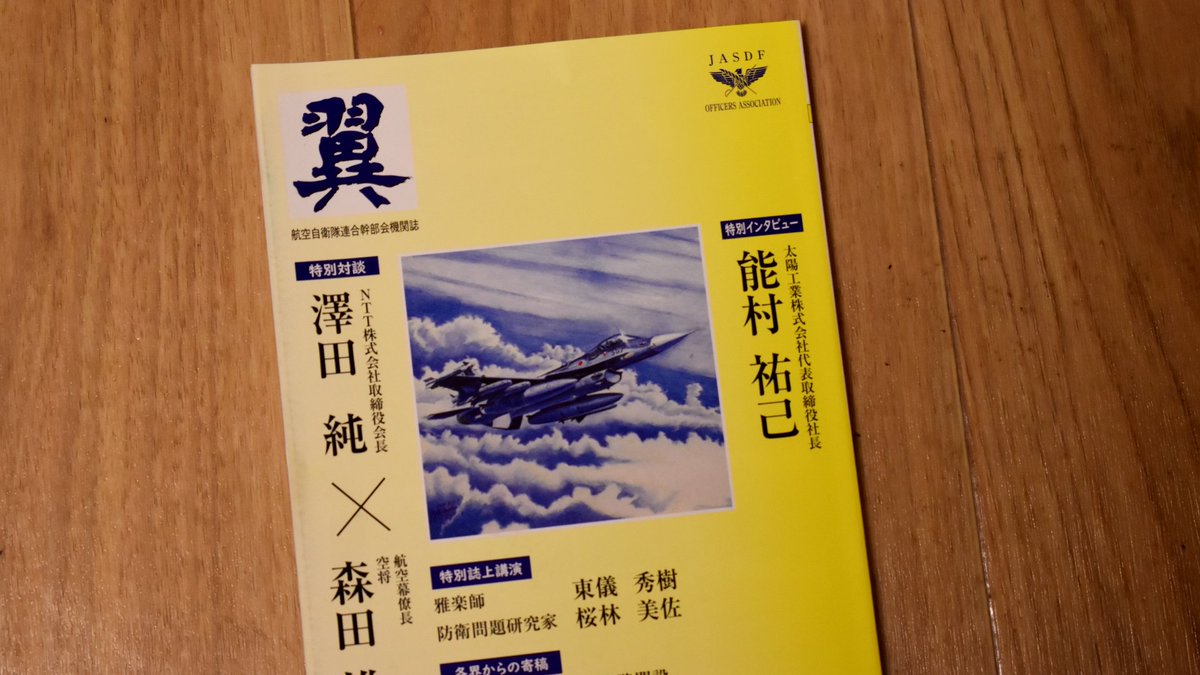 翼
航空自衛隊連合幹部会機関誌
JASDF
OFFICERS ASSOCIATION
特別インタビュー
太陽工業株式会社代表取締役社長
能村 祐己
特別対談
NTT株式会社取締役会長
澤田 純
×
航空幕僚長
空将
森田
特別誌上講演
雅楽師 東儀 秀樹
防衛問題研究家 桜林 美佐
各界からの寄稿